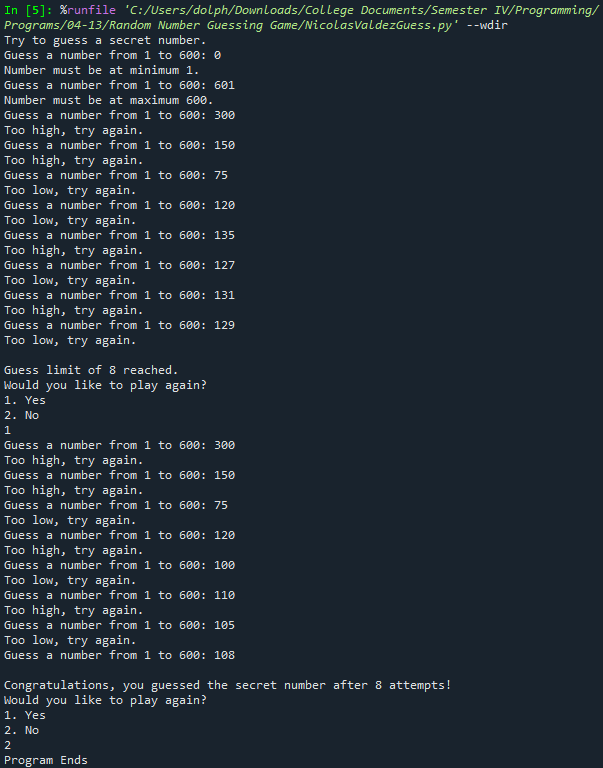 In [5]: %runfile 'C:/Users/dolph/Downloads/College Documents/Semester IV/Programming/
Programs/04-13/Random Number Guessing Game/NicolasValdezGuess.py' --wdir
Try to guess a secret number.
Guess a number from 1 to 600: 0
Number must be at minimum 1.
Guess a number from 1 to 600: 601
Number must be at maximum 600.
Guess a number from 1 to 600: 300
Too high, try again.
Guess a number from 1 to 600: 150
Too high, try again.
Guess a number from 1 to 600: 75
Too low, try again.
Guess a number from 1 to 600: 120
Too low, try again.
Guess a number from 1 to 600: 135
Too high, try again.
Guess a number from 1 to 600: 127
Too low, try again.
Guess a number from 1 to 600: 131
Too high, try again.
Guess a number from 1 to 600: 129
Too low, try again.

Guess limit of 8 reached.
Would you like to play again?
1. Yes
2. No
1
Guess a number from 1 to 600: 300
Too high, try again.
Guess a number from 1 to 600: 150
Too high, try again.
Guess a number from 1 to 600: 75
Too low, try again.
Guess a number from 1 to 600: 120
Too high, try again.
Guess a number from 1 to 600: 100
Too low, try again.
Guess a number from 1 to 600: 110
Too high, try again.
Guess a number from 1 to 600: 105
Too low, try again.
Guess a number from 1 to 600: 108

Congratulations, you guessed the secret number after 8 attempts!
Would you like to play again?
1. Yes
2. No
2
Program Ends